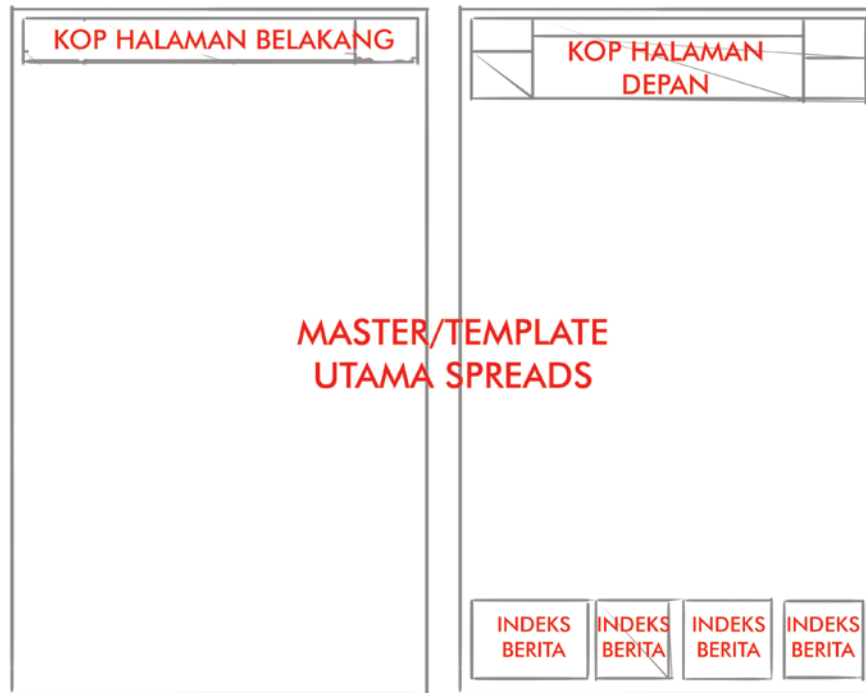 KOP HALAMAN BELAKANG
KOP HALAMAN
DEPAN
MASTER/TEMPLATE
UTAMA SPREADS
INDEKS
BERITA
INDEKS
BERITA
INDEKS
BERITA
INDEKS
BERITA